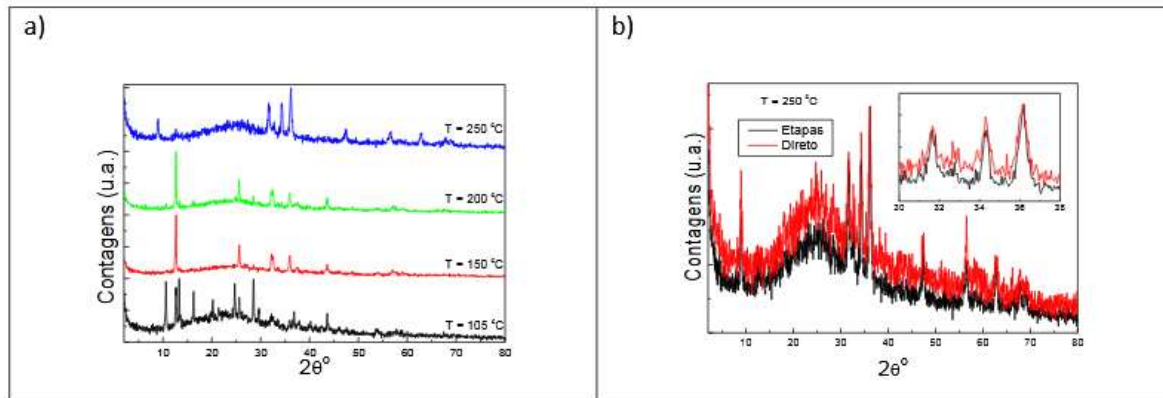 a)
Contagens (u.a.)
T = 250 °C
T = 200 °C
T = 150 °C
T = 105 °C
10 20 30 40 50 60 70 80
2θ°
b)
Contagens (u.a.)
T = 250 °C
Etapas
Direto
30 32 34 36 38
10 20 30 40 50 60 70 80
2θ°